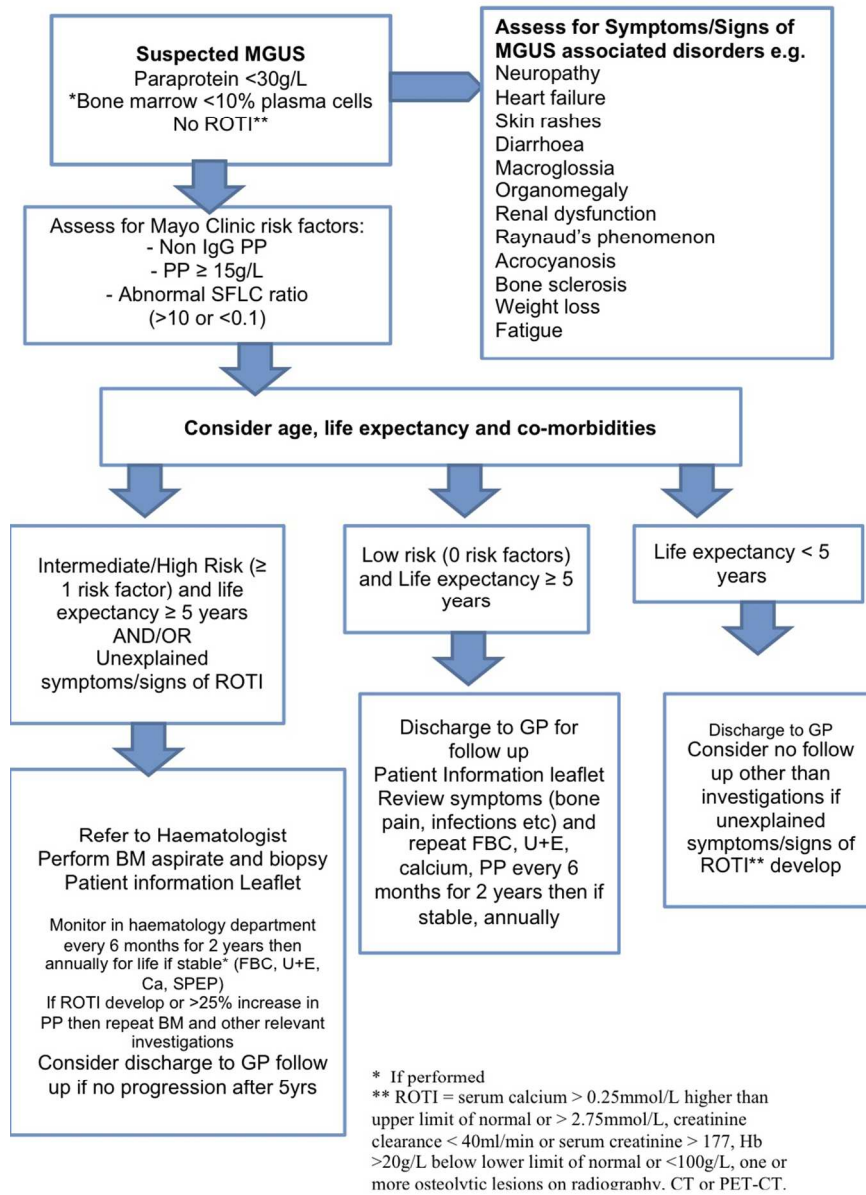 Suspected MGUS
Paraprotein <30g/L
*Bone marrow <10% plasma cells
No ROTI**
Assess for Symptoms/Signs of
MGUS associated disorders e.g.
Neuropathy
Heart failure
Skin rashes
Diarrhoea
Macroglossia
Organomegaly
Renal dysfunction
Raynaud's phenomenon
Acrocyanosis
Bone sclerosis
Weight loss
Fatigue
Assess for Mayo Clinic risk factors:
- Non IgG PP
- PP ≥ 15g/L
- Abnormal SFLC ratio
(>10 or <0.1)
Consider age, life expectancy and co-morbidities
Intermediate/High Risk (≥
1 risk factor) and life
expectancy ≥ 5 years
AND/OR
Unexplained
symptoms/signs of ROTI
Low risk (0 risk factors)
and Life expectancy ≥ 5
years
Life expectancy < 5
years
Refer to Haematologist
Perform BM aspirate and biopsy
Patient information Leaflet
Monitor in haematology department
every 6 months for 2 years then
annually for life if stable* (FBC, U+E,
Ca, SPEP)
If ROTI develop or >25% increase in
PP then repeat BM and other relevant
investigations
Consider discharge to GP follow
up if no progression after 5yrs
Discharge to GP for
follow up
Patient Information leaflet
Review symptoms (bone
pain, infections etc) and
repeat FBC, U+E,
calcium, PP every 6
months for 2 years then if
stable, annually
Discharge to GP
Consider no follow
up other than
investigations if
unexplained
symptoms/signs of
ROTI** develop
* If performed
** ROTI = serum calcium > 0.25mmol/L higher than
upper limit of normal or > 2.75mmol/L, creatinine
clearance < 40ml/min or serum creatinine > 177, Hb
>20g/L below lower limit of normal or <100g/L, one or
more osteolytic lesions on radiography, CT or PET-CT.